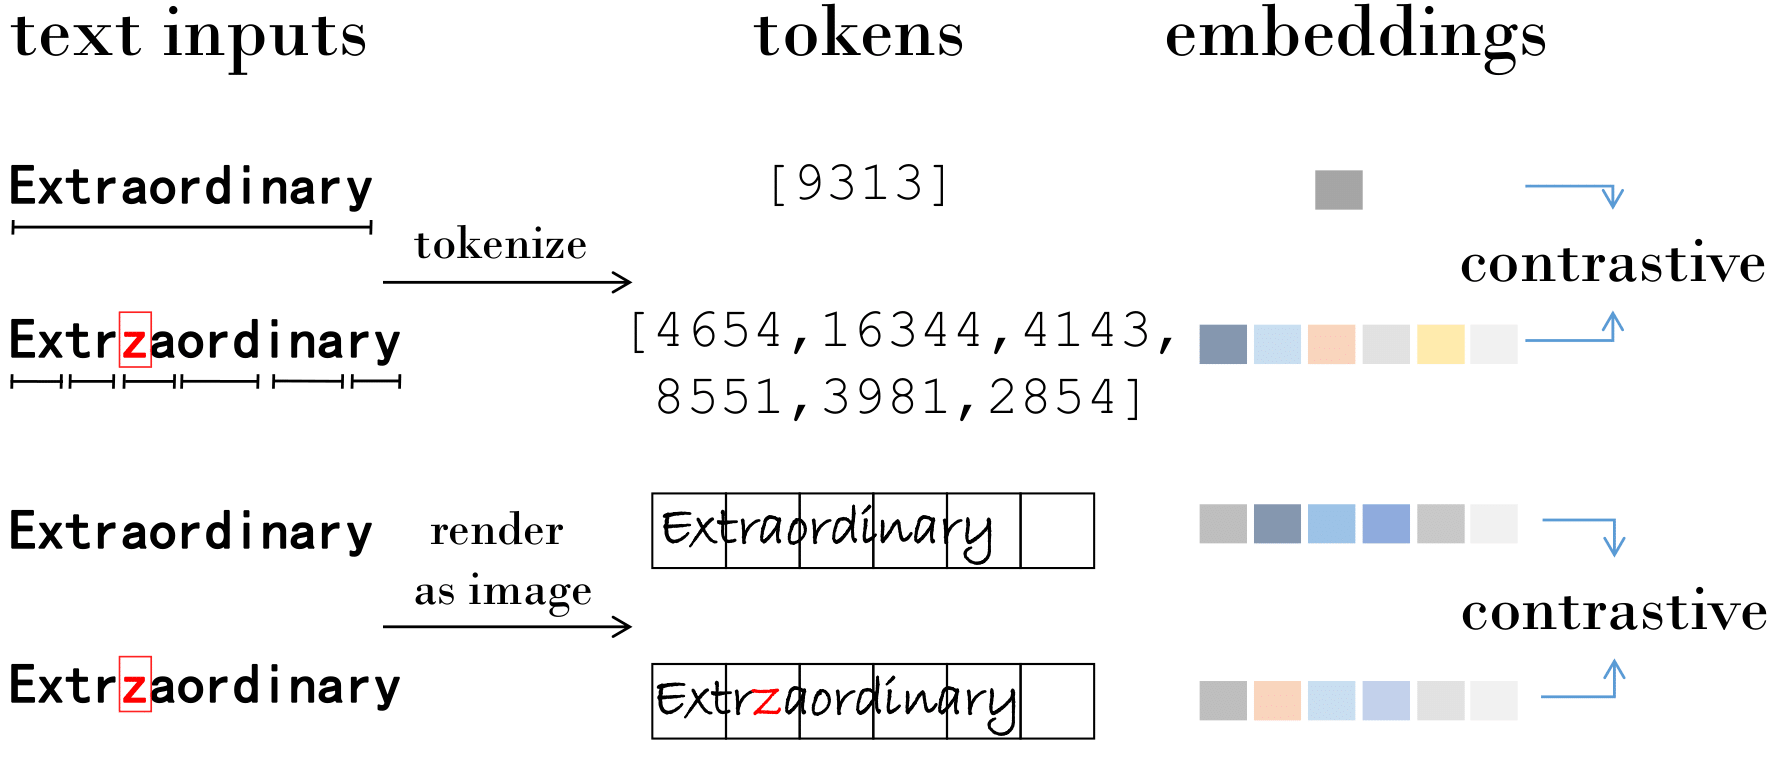 text inputs
tokens
embeddings
Extraordinary
[9313]
tokenize
contrastive
Extrzaordinary
[4654,16344,4143,
8551,3981,2854]
Extraordinary
render
as image
Extraordinary
contrastive
Extrzaordinary
Extrzaordinary